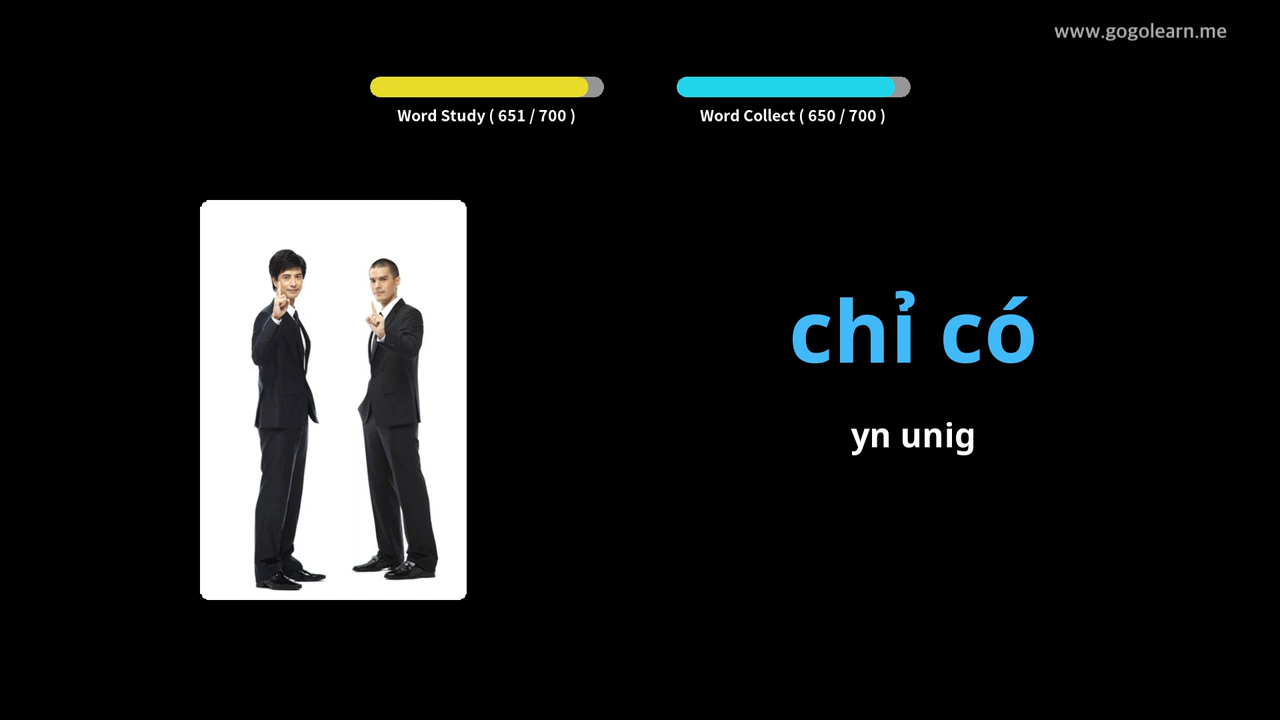 www.gogolearn.me
Word Study ( 651 / 700 )
Word Collect ( 650 / 700 )
chỉ có
yn unig